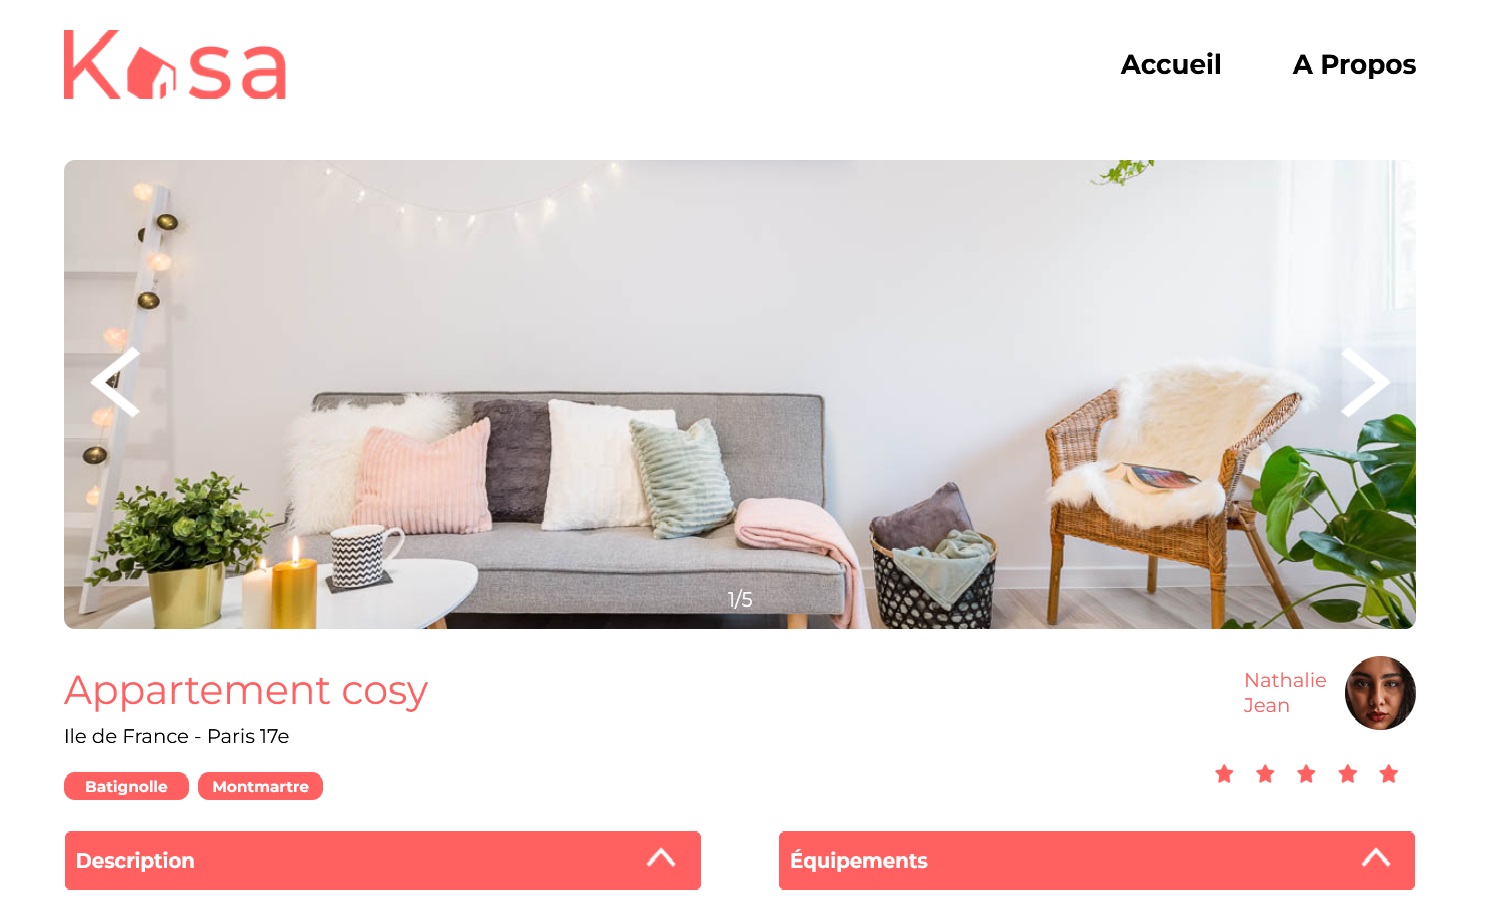 Kasa
Accueil
A Propos
1/5
Appartement cosy
Nathalie
Jean
Ile de France - Paris 17e
Batignolle
Montmartre
Description
Équipements